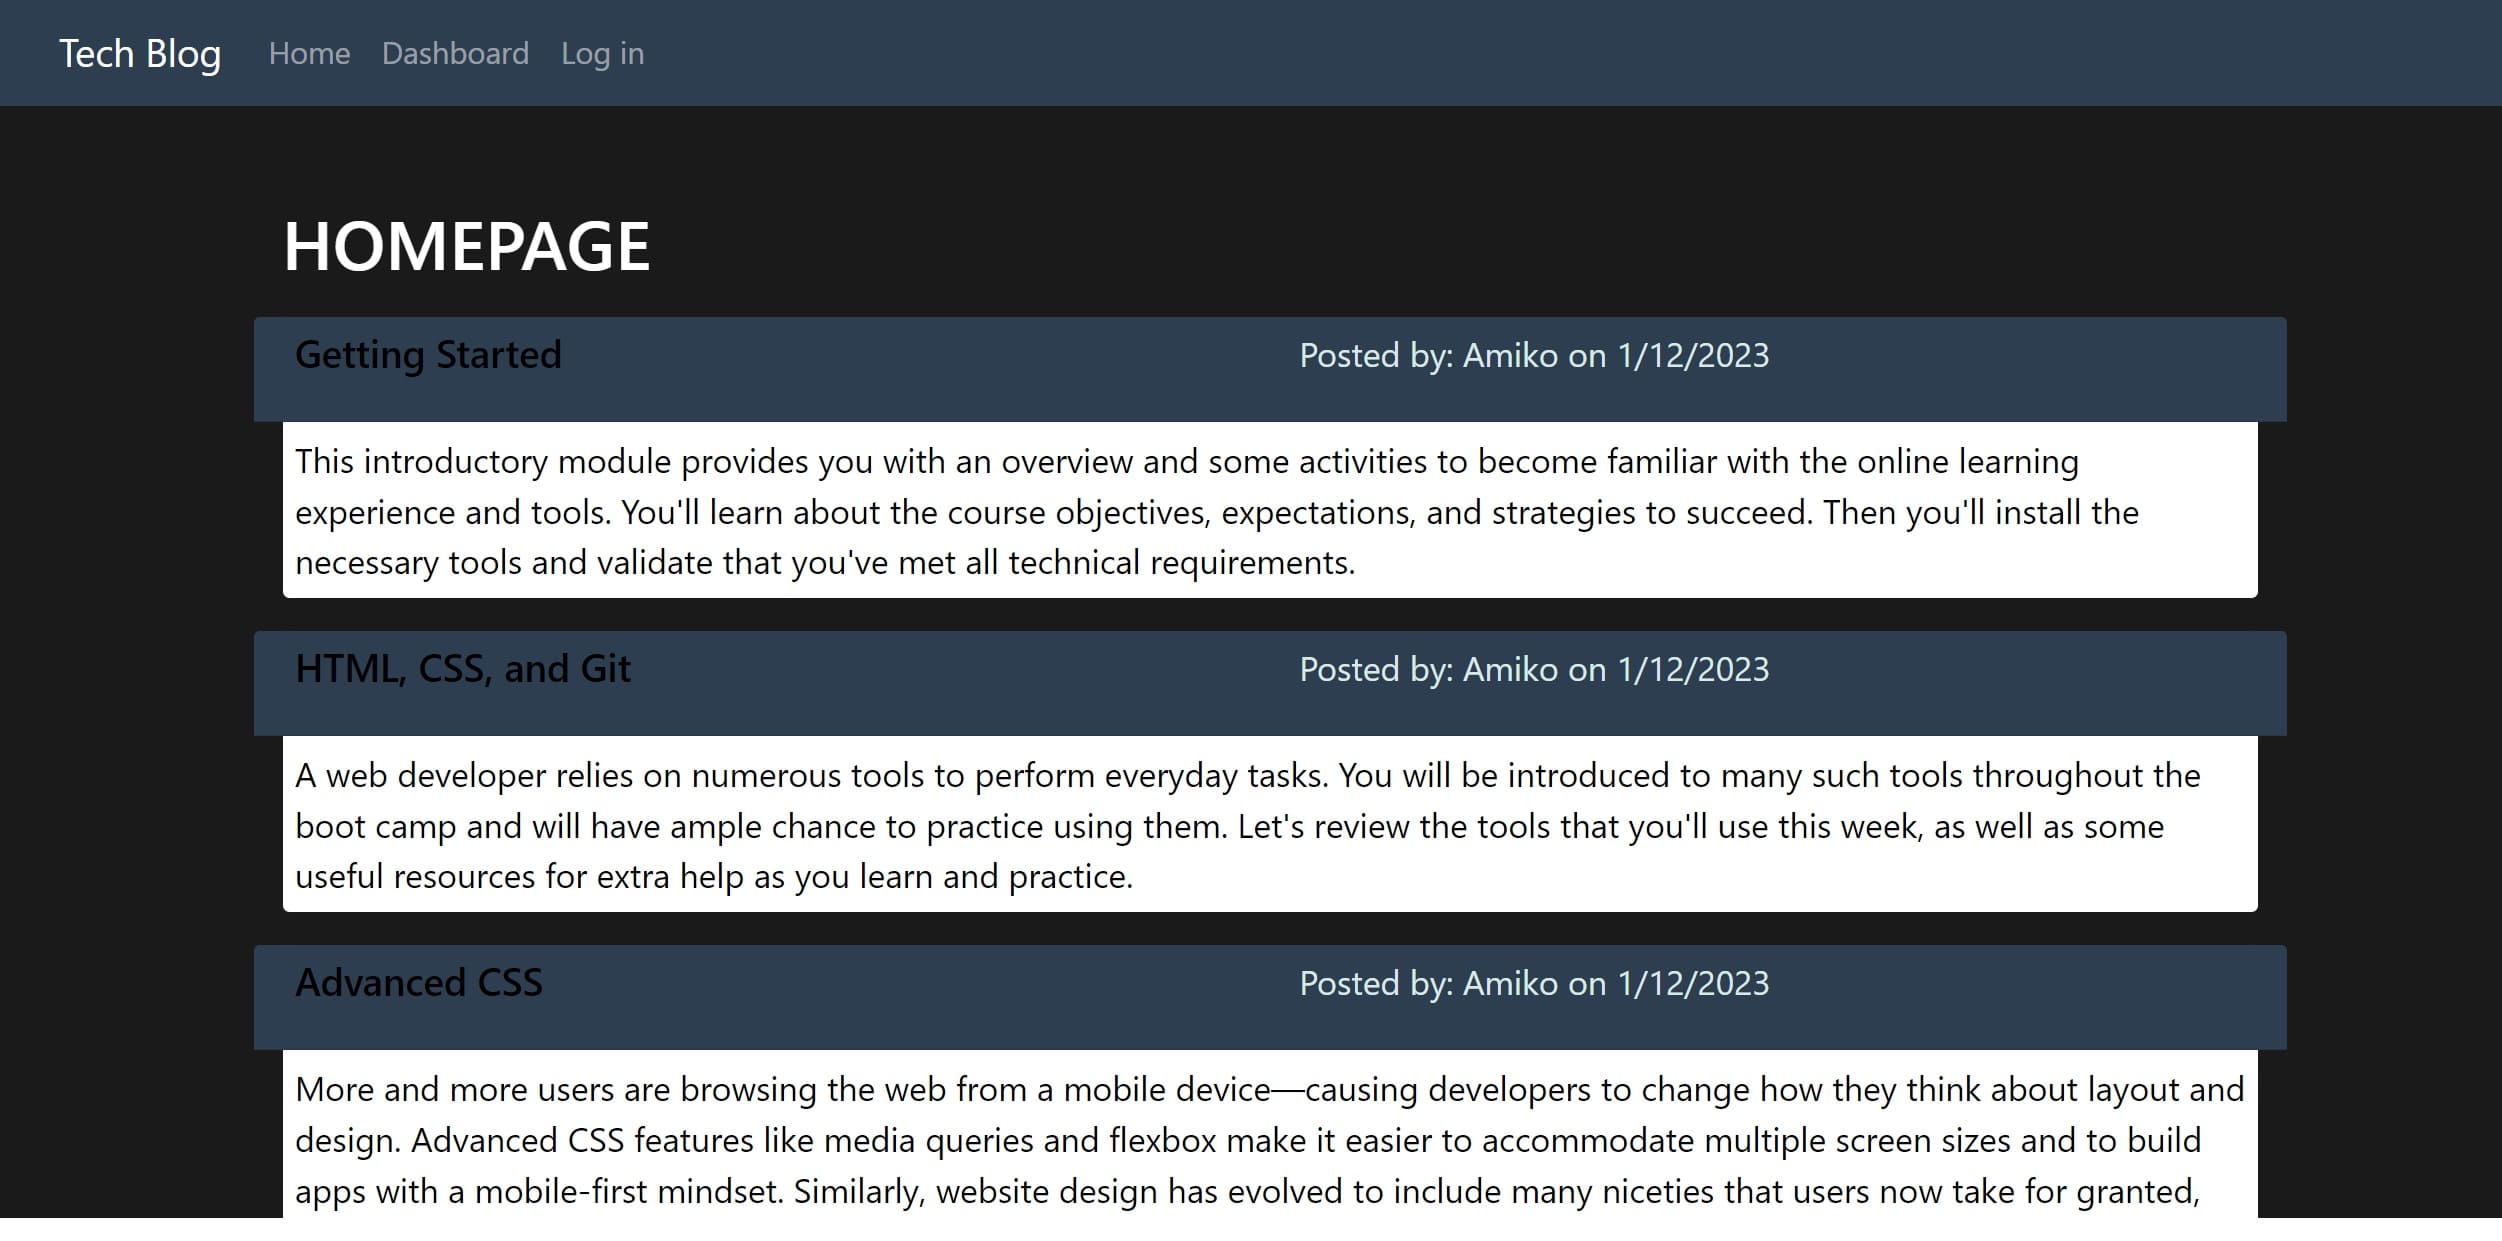 Tech Blog Home Dashboard Log in
HOMEPAGE
Getting Started Posted by: Amiko on 1/12/2023
This introductory module provides you with an overview and some activities to become familiar with the online learning
experience and tools. You'll learn about the course objectives, expectations, and strategies to succeed. Then you'll install the
necessary tools and validate that you've met all technical requirements.
HTML, CSS, and Git Posted by: Amiko on 1/12/2023
A web developer relies on numerous tools to perform everyday tasks. You will be introduced to many such tools throughout the
boot camp and will have ample chance to practice using them. Let's review the tools that you'll use this week, as well as some
useful resources for extra help as you learn and practice.
Advanced CSS Posted by: Amiko on 1/12/2023
More and more users are browsing the web from a mobile device—causing developers to change how they think about layout and
design. Advanced CSS features like media queries and flexbox make it easier to accommodate multiple screen sizes and to build
apps with a mobile-first mindset. Similarly, website design has evolved to include many niceties that users now take for granted,